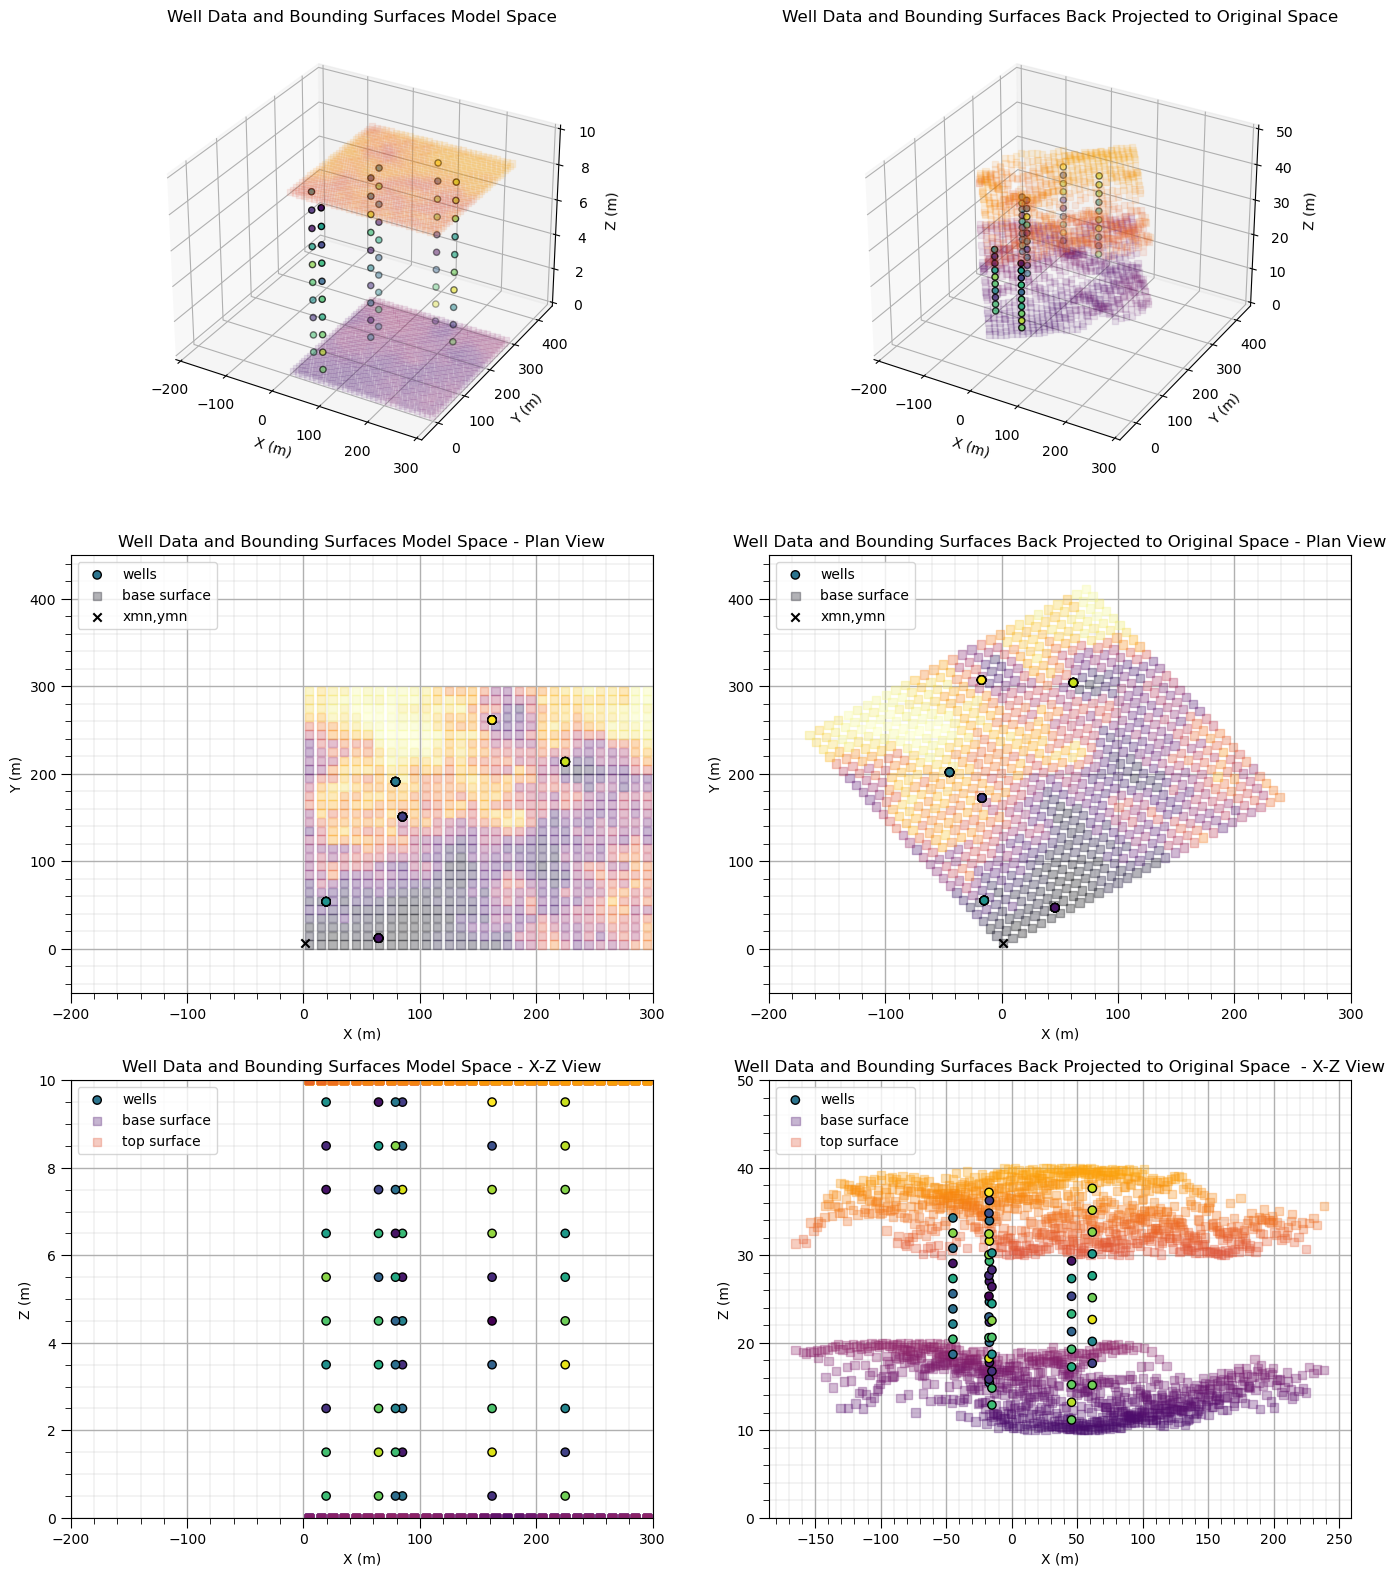 Well Data and Bounding Surfaces Model Space
10
8
6
4
2
0
Z (m)
400
300
200
100
0
Y (m)
−200
−100
0
100
200
300
X (m)
Well Data and Bounding Surfaces Back Projected to Original Space
50
40
30
20
10
0
Z (m)
400
300
200
100
0
Y (m)
−200
−100
0
100
200
300
X (m)
Well Data and Bounding Surfaces Model Space - Plan View
wells
base surface
xmn,ymn
400
300
200
100
0
Y (m)
−200 −100 0 100 200 300
X (m)
Well Data and Bounding Surfaces Back Projected to Original Space - Plan View
wells
base surface
xmn,ymn
400
300
200
100
0
Y (m)
−200 −100 0 100 200 300
X (m)
Well Data and Bounding Surfaces Model Space - X-Z View
wells
base surface
top surface
10
8
6
4
2
0
Z (m)
−200 −100 0 100 200 300
X (m)
Well Data and Bounding Surfaces Back Projected to Original Space  - X-Z View
wells
base surface
top surface
50
40
30
20
10
0
Z (m)
−150 −100 −50 0 50 100 150 200 250
X (m)